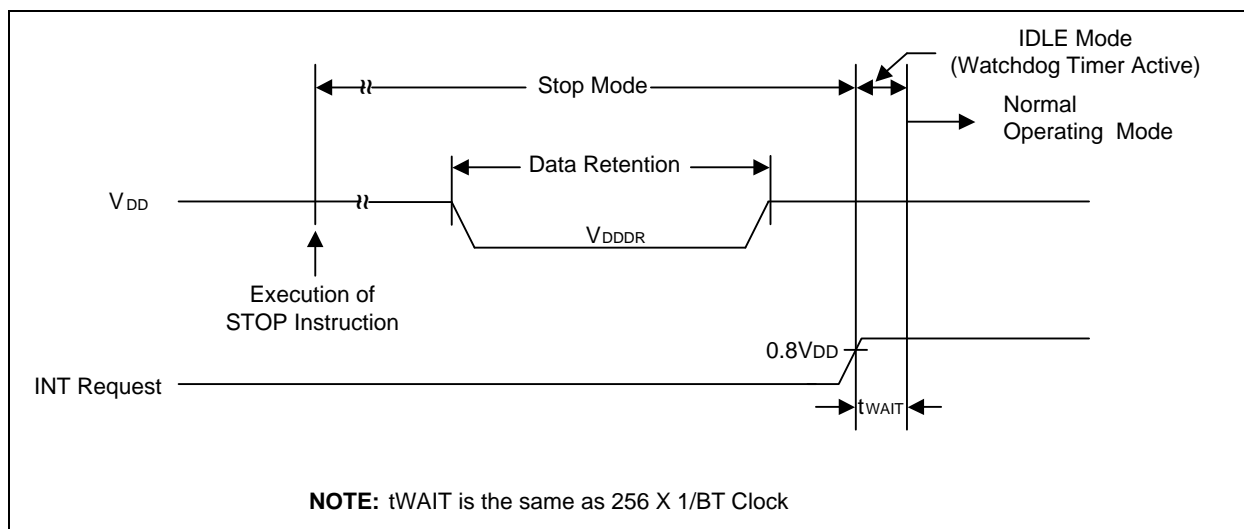 IDLE Mode
(Watchdog Timer Active)
Stop Mode
Normal
Operating Mode
Data Retention
VDD
VDDDR
Execution of
STOP Instruction
0.8VDD
INT Request
tWAIT
NOTE: tWAIT is the same as 256 X 1/BT Clock